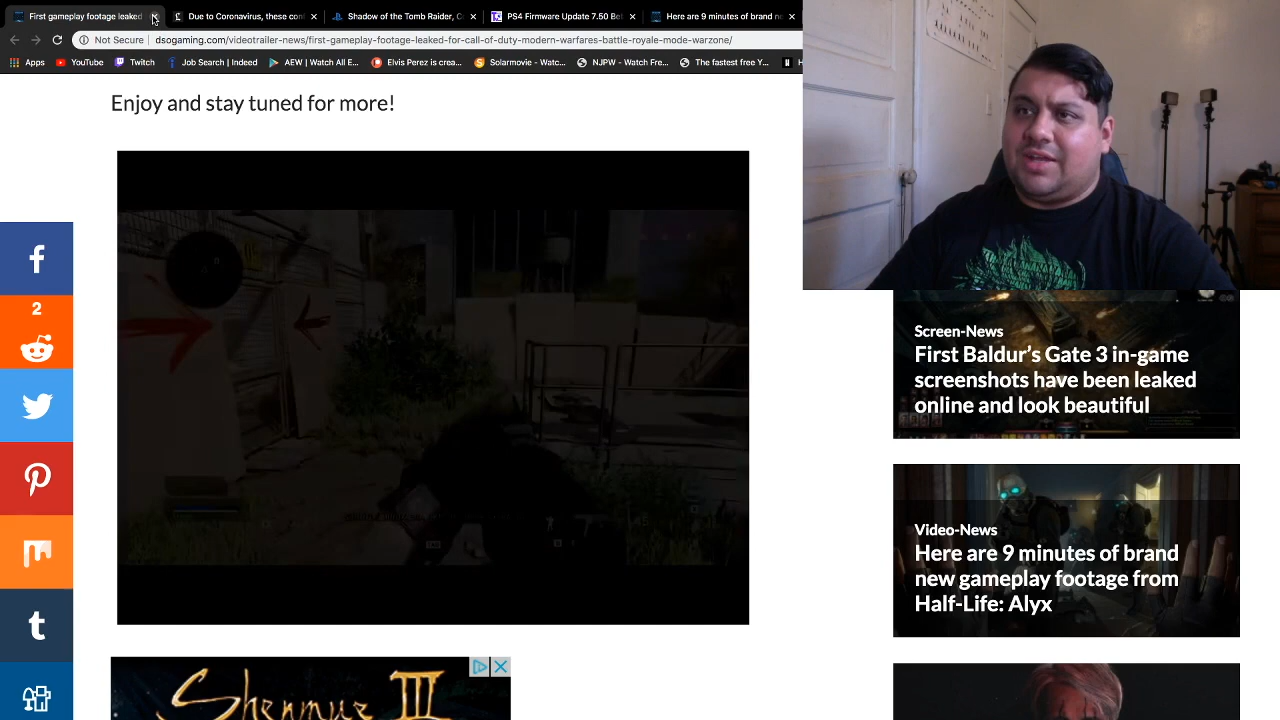 First gameplay footage leaked
Due to Coronavirus, these con
Shadow of the Tomb Raider, C
PS4 Firmware Update 7.50 Be
Here are 9 minutes of brand n
Not Secure
dsogaming.com/videotrailer-news/first-gameplay-footage-leaked-for-call-of-duty-modern-warfares-battle-royale-mode-warzone/
Apps
YouTube
Twitch
Job Search | Indeed
AEW | Watch All E...
Elvis Perez is crea...
Solarmovie - Watc...
NJPW - Watch Fre...
The fastest free Y...
H
Enjoy and stay tuned for more!
2
Screen-News
First Baldur's Gate 3 in-game
screenshots have been leaked
online and look beautiful
Video-News
Here are 9 minutes of brand
new gameplay footage from
Half-Life: Alyx
Shenmue III